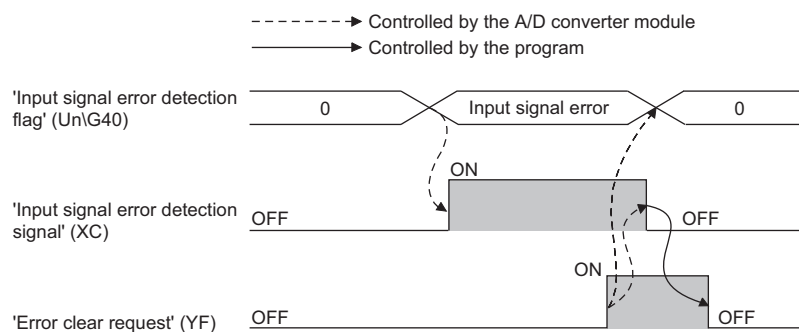 Controlled by the A/D converter module
Controlled by the program
'Input signal error detection
flag' (Un\G40)
0
Input signal error
0
ON
'Input signal error detection
signal' (XC)
OFF
OFF
ON
'Error clear request' (YF)
OFF
OFF